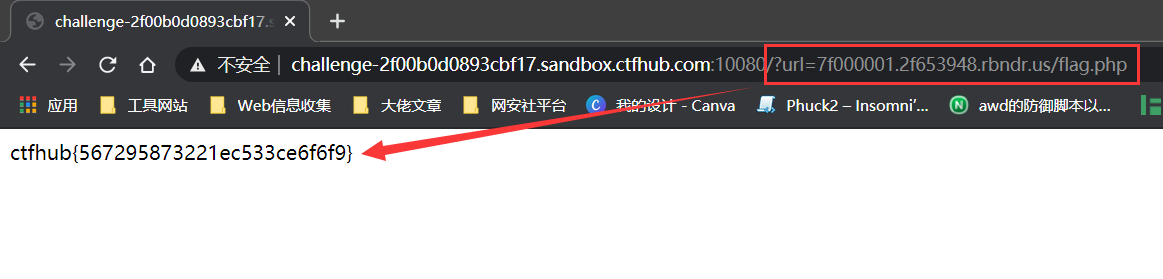 challenge-2f00b0d0893cbf17.s
不安全 | challenge-2f00b0d0893cbf17.sandbox.ctfhub.com:10080/?url=7f000001.2f653948.rbndr.us/flag.php
应用 工具网站 Web信息收集 大佬文章 网安社平台 我的设计 - Canva Phuck2 – Insomni'... awd的防御脚本以...
ctfhub{567295873221ec533ce6f6f9}